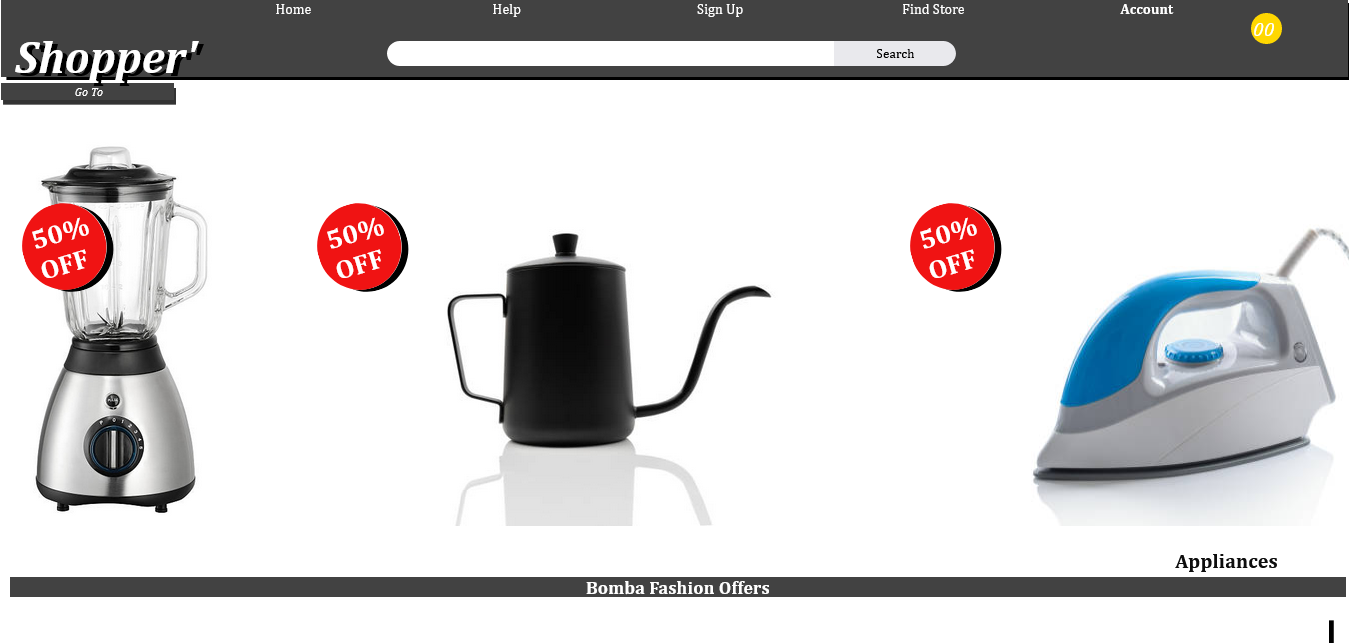 Home
Help
Sign Up
Find Store
Account
00
Shopper'
Search
Go To
50%
OFF
50%
OFF
50%
OFF
Appliances
Bomba Fashion Offers